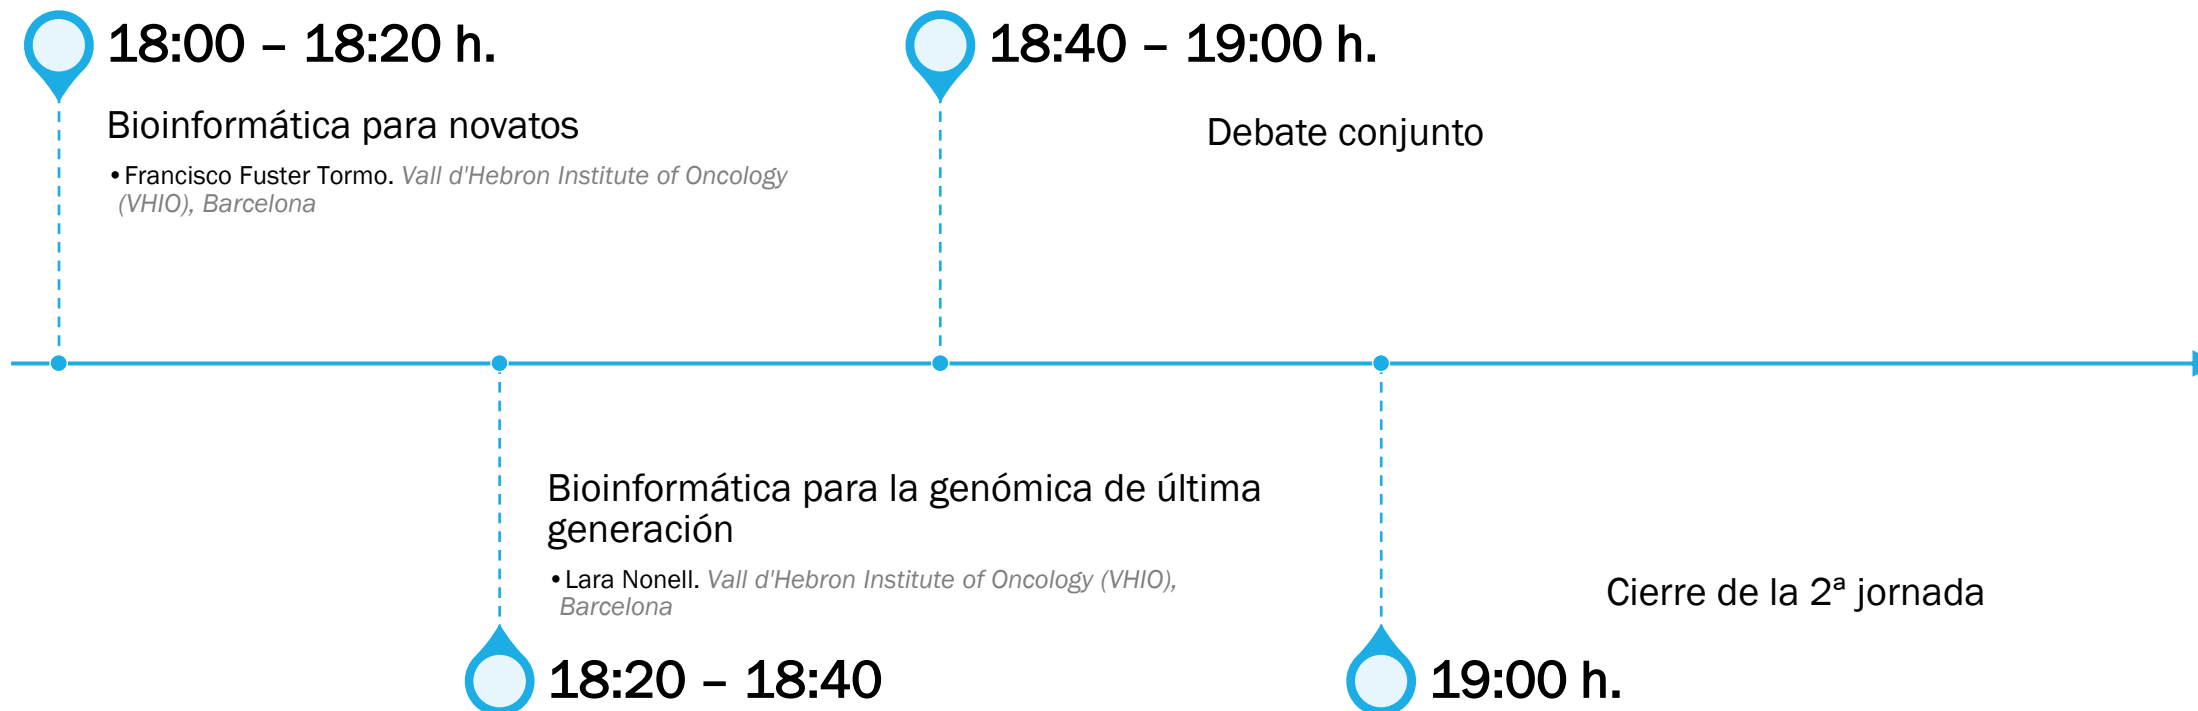 18:00 – 18:20 h.
Bioinformática para novatos
•Francisco Fuster Tormo. Vall d'Hebron Institute of Oncology
(VHIO), Barcelona
18:40 – 19:00 h.
Debate conjunto
Bioinformática para la genómica de última
generación
•Lara Nonell. Vall d'Hebron Institute of Oncology (VHIO),
Barcelona
18:20 – 18:40
Cierre de la 2ª jornada
19:00 h.